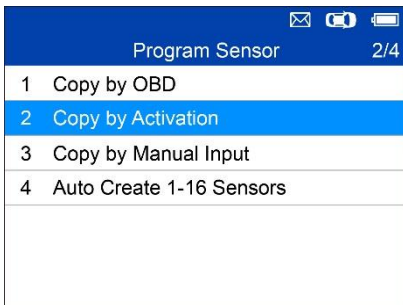 Program Sensor 2/4
1 Copy by OBD
2 Copy by Activation
3 Copy by Manual Input
4 Auto Create 1-16 Sensors